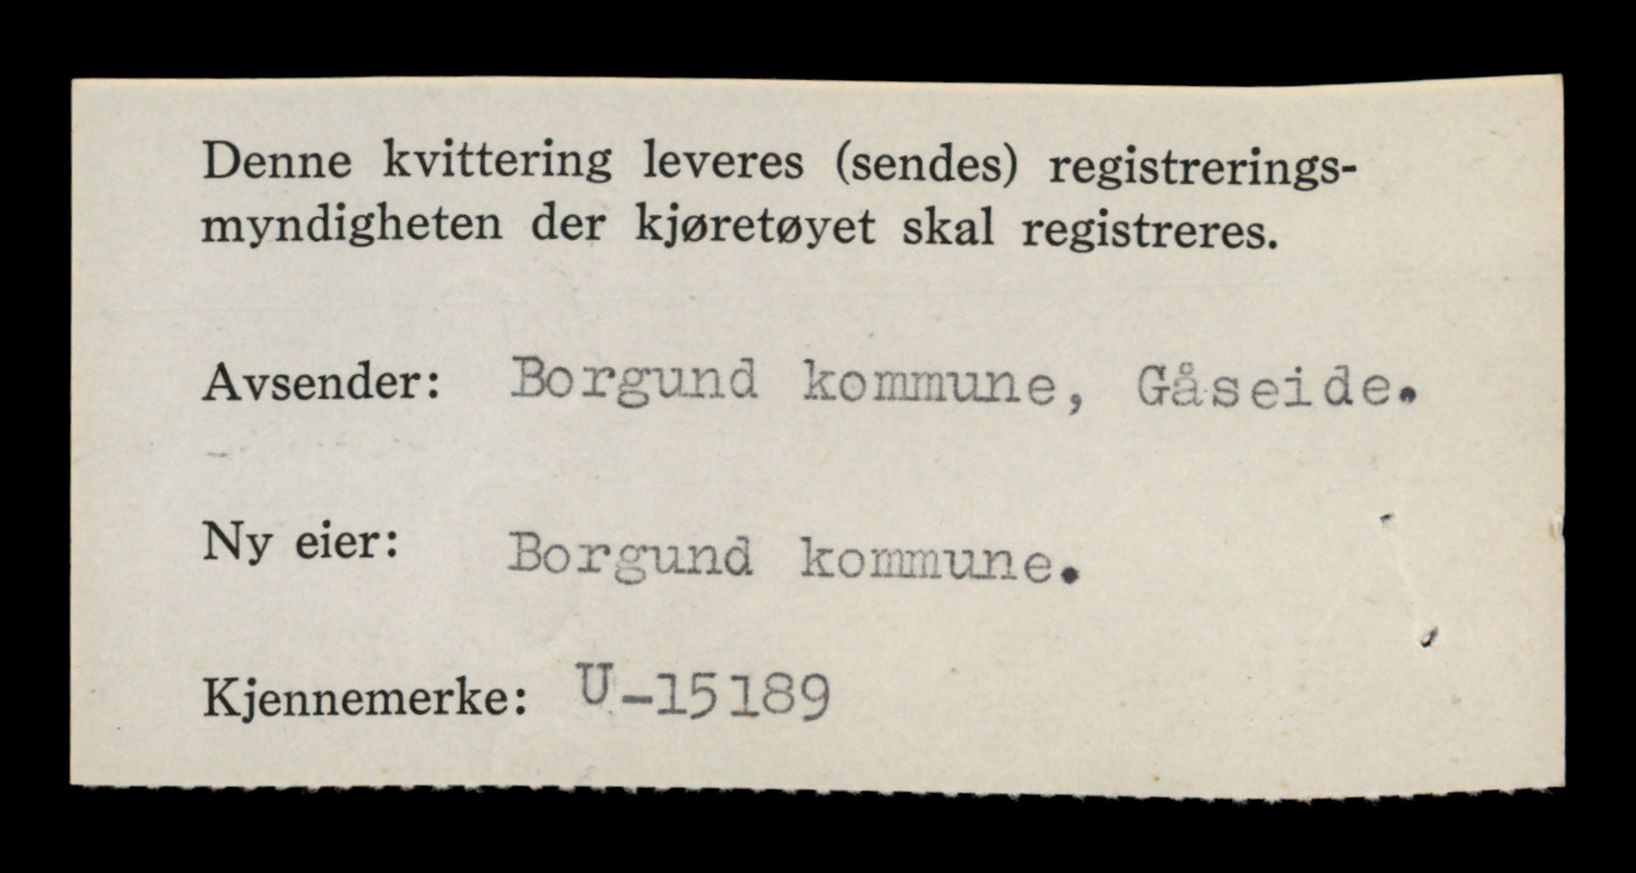 Denne kvittering leveres (sendes) registrerings-
myndigheten der kjøretøyet skal registreres.
Avsender: Borgund kommune, Gåseide.
Ny eier: Borgund kommune.
Kjennemerke: U-15189